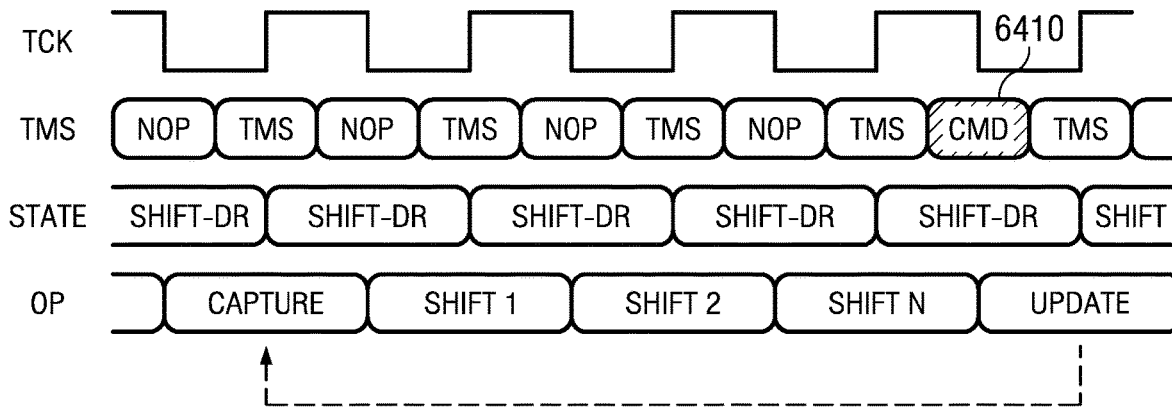 6410
TCK
TMS NOP TMS NOP TMS NOP TMS NOP TMS CMD TMS
STATE SHIFT-DR SHIFT-DR SHIFT-DR SHIFT-DR SHIFT-DR SHIFT
OP CAPTURE SHIFT 1 SHIFT 2 SHIFT N UPDATE